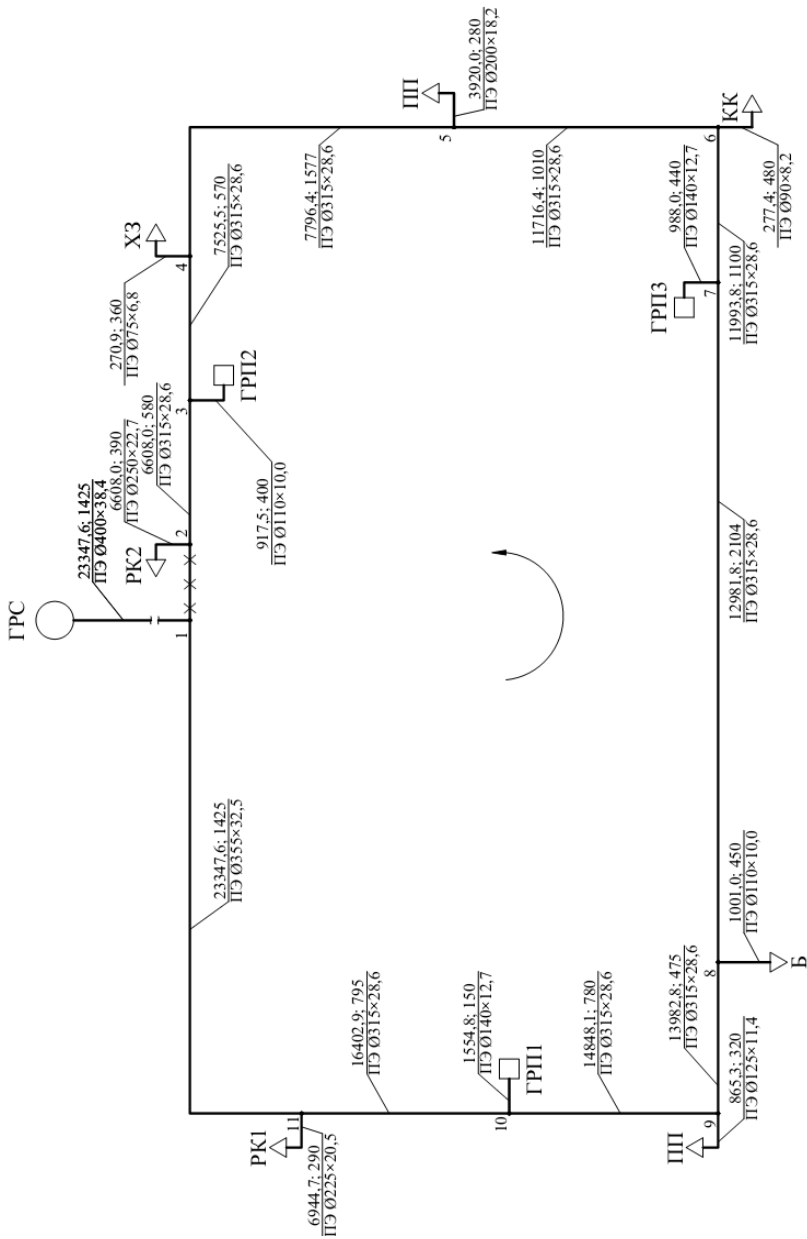 ГРС
23347,6; 1425
ПЭ Ø400×38,4
1
23347,6; 1425
ПЭ Ø355×32,5
РК2
2
6608,0; 390
ПЭ Ø250×22,7
6608,0; 580
ПЭ Ø315×28,6
3
ГРП2
917,5; 400
ПЭ Ø110×10,0
ХЗ
4
270,9; 360
ПЭ Ø75×6,8
7525,5; 570
ПЭ Ø315×28,6
7796,4; 1577
ПЭ Ø315×28,6
ПП
5
3920,0; 280
ПЭ Ø200×18,2
11716,4; 1010
ПЭ Ø315×28,6
КК
6
277,4; 480
ПЭ Ø90×8,2
11993,8; 1100
ПЭ Ø315×28,6
ГРП3
7
988,0; 440
ПЭ Ø140×12,7
12981,8; 2104
ПЭ Ø315×28,6
Б
8
1001,0; 450
ПЭ Ø110×10,0
13982,8; 475
ПЭ Ø315×28,6
ПП
9
865,3; 320
ПЭ Ø125×11,4
14848,1; 780
ПЭ Ø315×28,6
ГРП1
10
1554,8; 150
ПЭ Ø140×12,7
16402,9; 795
ПЭ Ø315×28,6
РК1
11
6944,7; 290
ПЭ Ø225×20,5